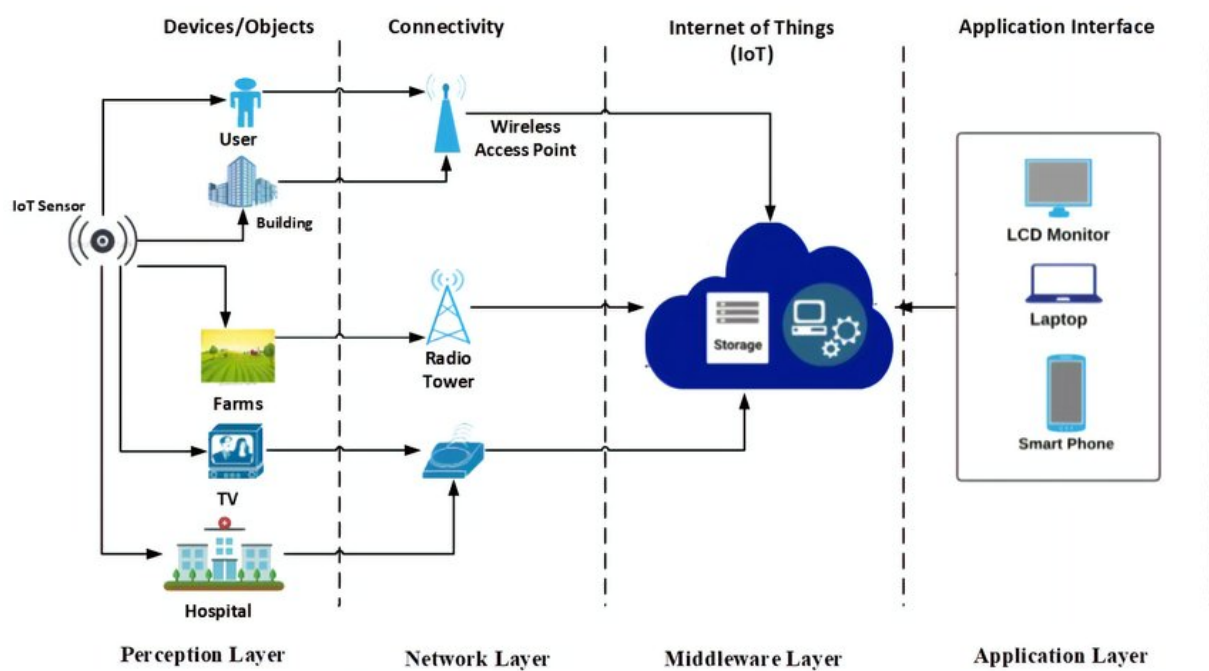 Devices/Objects
Connectivity
Internet of Things
(IoT)
Application Interface
User
Wireless
Access Point
IoT Sensor
Building
LCD Monitor
Laptop
Storage
Radio
Tower
Farms
Smart Phone
TV
Hospital
Perception Layer
Network Layer
Middleware Layer
Application Layer